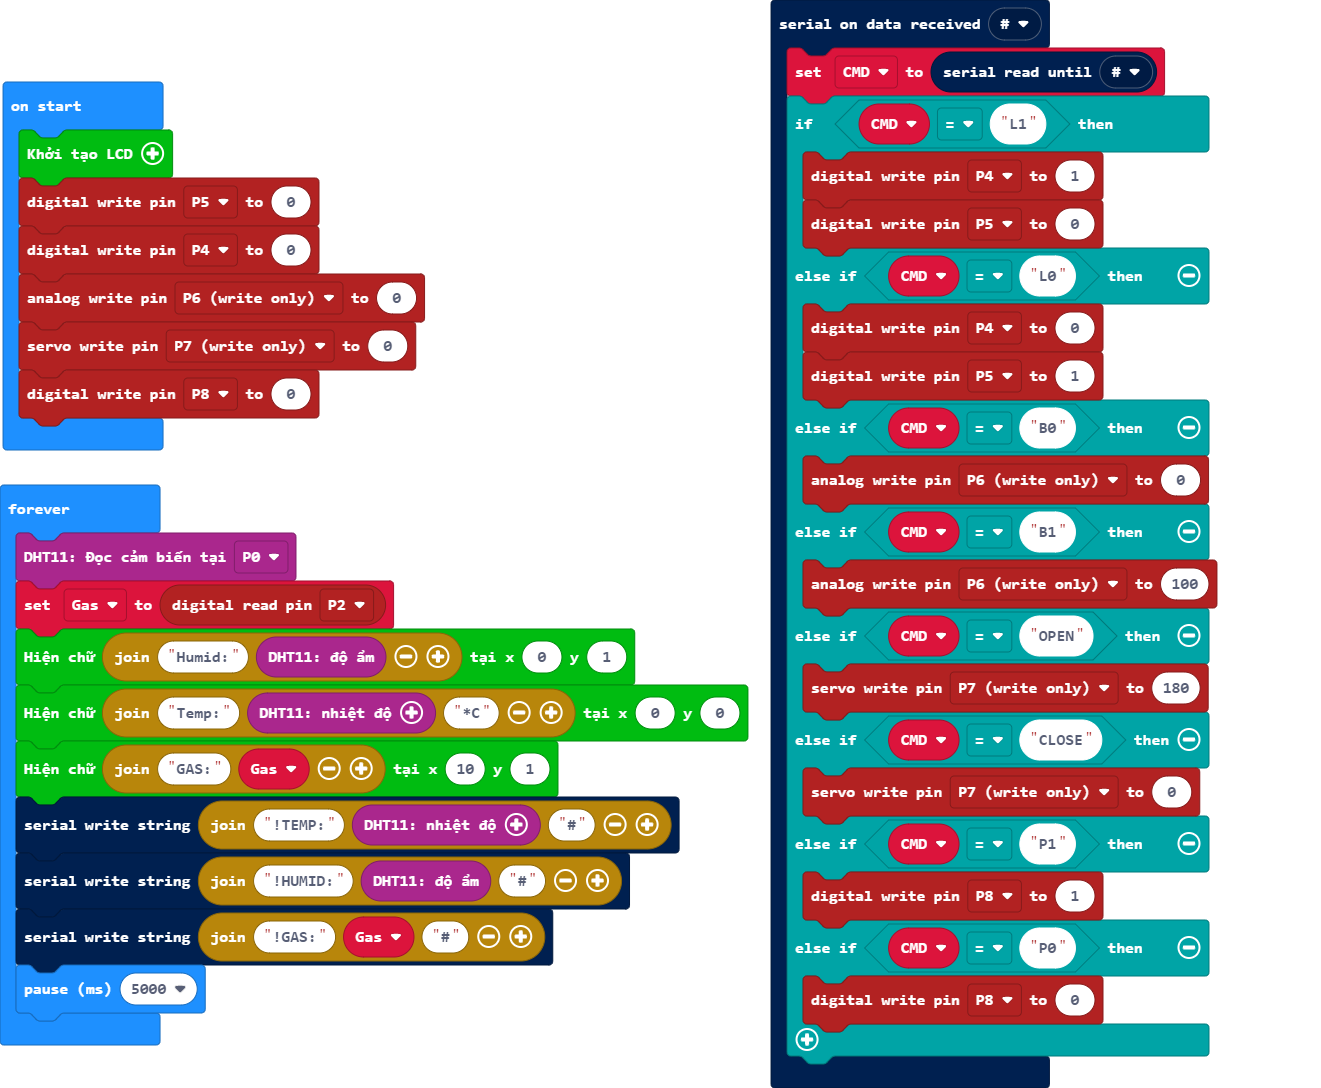 on start
Khởi tạo LCD
digital write pin P5 to 0
digital write pin P4 to 0
analog write pin P6 (write only) to 0
servo write pin P7 (write only) to 0
digital write pin P8 to 0
forever
DHT11: Đọc cảm biến tại P0
set Gas to digital read pin P2
Hiện chữ join "Humid:" DHT11: độ ẩm tại x 0 y 1
Hiện chữ join "Temp:" DHT11: nhiệt độ "*C" tại x 0 y 0
Hiện chữ join "GAS:" Gas tại x 10 y 1
serial write string join "!TEMP:" DHT11: nhiệt độ "#"
serial write string join "!HUMID:" DHT11: độ ẩm "#"
serial write string join "!GAS:" Gas "#"
pause (ms) 5000
serial on data received #
set CMD to serial read until #
if CMD = "L1" then
digital write pin P4 to 1
digital write pin P5 to 0
else if CMD = "L0" then
digital write pin P4 to 0
digital write pin P5 to 1
else if CMD = "B0" then
analog write pin P6 (write only) to 0
else if CMD = "B1" then
analog write pin P6 (write only) to 100
else if CMD = "OPEN" then
servo write pin P7 (write only) to 180
else if CMD = "CLOSE" then
servo write pin P7 (write only) to 0
else if CMD = "P1" then
digital write pin P8 to 1
else if CMD = "P0" then
digital write pin P8 to 0